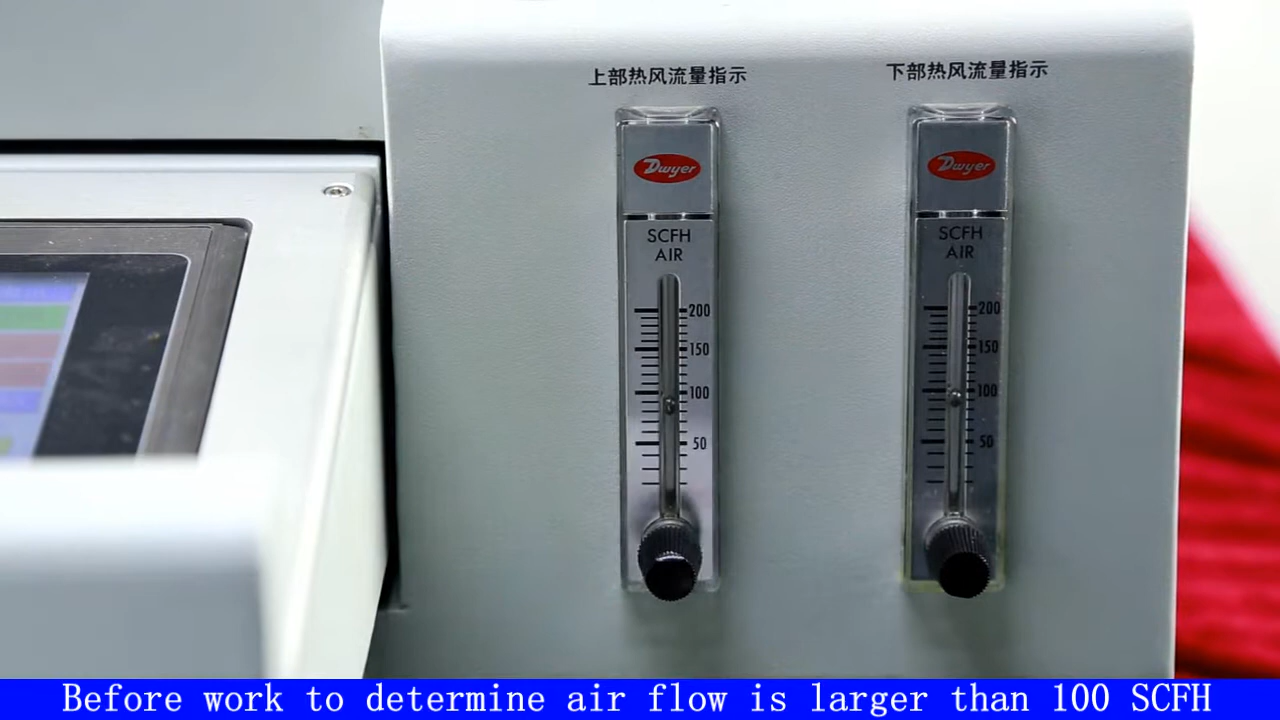 上部热风流量指示
下部热风流量指示
Dwyer
SCFH
AIR
200
150
100
50
Dwyer
SCFH
AIR
200
150
100
50
Before work to determine air flow is larger than 100 SCFH